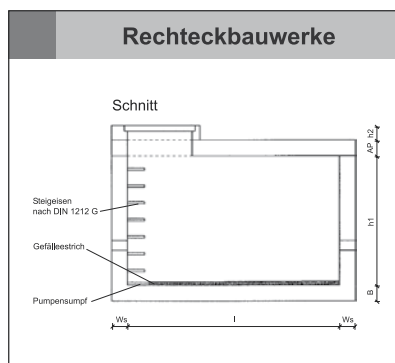 Rechteckbauwerke
Schnitt
h2
AP
Steigeisen
nach DIN 1212 G
h1
Gefälleestrich
Pumpensumpf
B
Ws
l
Ws